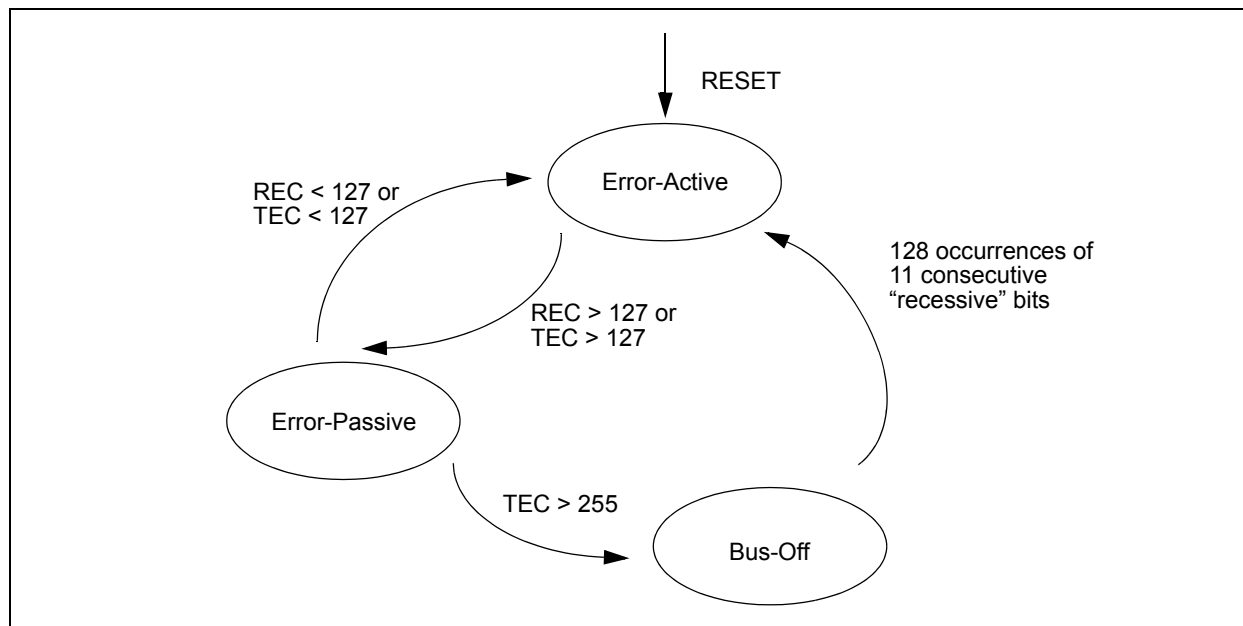 RESET
Error-Active
REC < 127 or
TEC < 127
128 occurrences of
11 consecutive
“recessive” bits
REC > 127 or
TEC > 127
Error-Passive
TEC > 255
Bus-Off